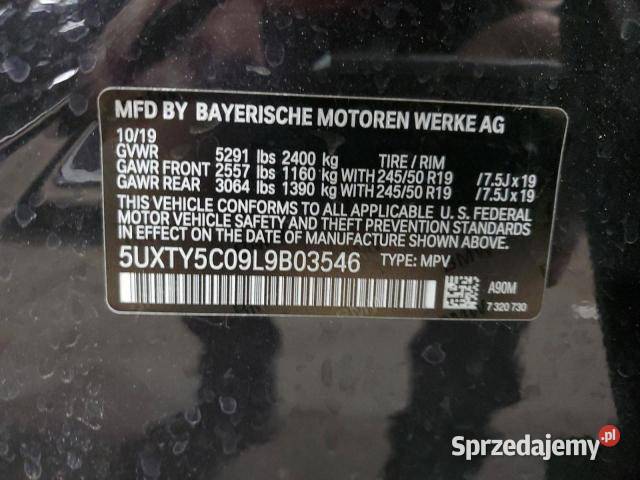 MFD BY BAYERISCHE MOTOREN WERKE AG
10/19
GVWR 5291 lbs 2400 kg TIRE / RIM
GAWR FRONT 2557 lbs 1160 kg WITH 245/50 R19 /7.5J x 19
GAWR REAR 3064 lbs 1390 kg WITH 245/50 R19 /7.5J x 19
THIS VEHICLE CONFORMS TO ALL APPLICABLE U. S. FEDERAL
MOTOR VEHICLE SAFETY AND THEFT PREVENTION STANDARDS
IN EFFECT ON THE DATE OF MANUFACTURE SHOWN ABOVE.
5UXTY5C09L9B03546 TYPE: MPV
A90M
7 320 730
Sprzedajemy.pl